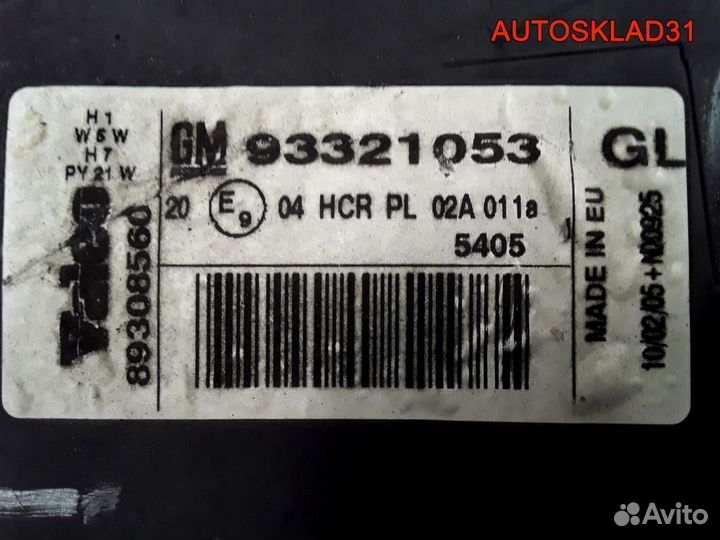 AUTOSKLAD31
H1
W5W
H7
PY21W
Valeo
89308560
GM 93321053
GL
20 E9 04 HCR PL 02A 011a
5405
MADE IN EU
10/02/05+N00925
Avito